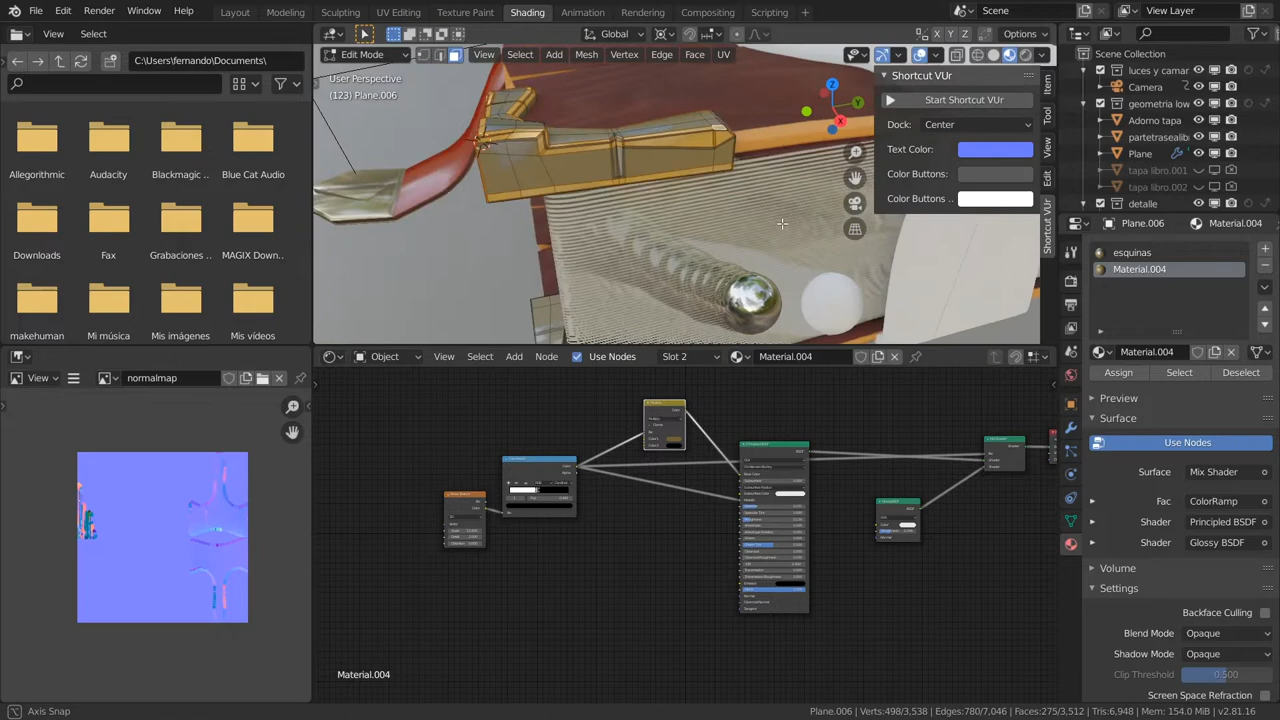 File Edit Render Window Help Layout Modeling Sculpting UV Editing Texture Paint Shading Animation Rendering Compositing Scripting + Scene View Layer
View Select
C:\Users\fernando\Documents\
Allegorithmic Audacity Blackmagic .. Blue Cat Audio
Downloads Fax Grabaciones .. MAGIX Down..
makehuman Mi música Mis imágenes Mis vídeos
View normalmap
Global Options
Edit Mode View Select Add Mesh Vertex Edge Face UV
User Perspective
(123) Plane.006
Z
Y
X
Shortcut VUr
Start Shortcut VUr
Dock: Center
Text Color:
Color Buttons:
Color Buttons ..
Item
Tool
View
Edit
Shortcut VUr
Object View Select Add Node Use Nodes Slot 2 Material.004
Material.004
Scene Collection
luces y camar
Camera
geometria low
Adorno tapa
partetrasealib
Plane
tapa libro.001
tapa libro.002
detalle
Plane.006 Material.004
esquinas
Material.004
Material.004
Assign Select Deselect
Preview
Surface
Use Nodes
Surface Mix Shader
Fac ColorRamp
Shader Principled BSDF
Shader Glossy BSDF
Volume
Settings
Backface Culling
Blend Mode Opaque
Shadow Mode Opaque
Clip Threshold 0.500
Screen Space Refraction
Axis Snap
Plane.006 | Verts:498/3,538 | Edges:780/7,046 | Faces:275/3,512 | Tris:6,948 | Mem: 154.0 MiB | v2.81.16